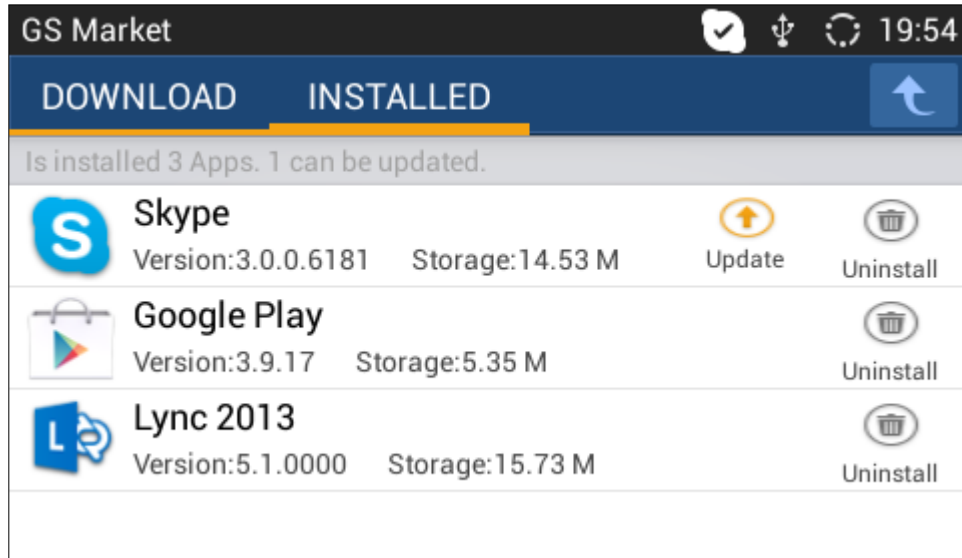 GS Market 19:54
DOWNLOAD INSTALLED
Is installed 3 Apps. 1 can be updated.
Skype
Version:3.0.0.6181 Storage:14.53 M Update Uninstall
Google Play
Version:3.9.17 Storage:5.35 M Uninstall
Lync 2013
Version:5.1.0000 Storage:15.73 M Uninstall